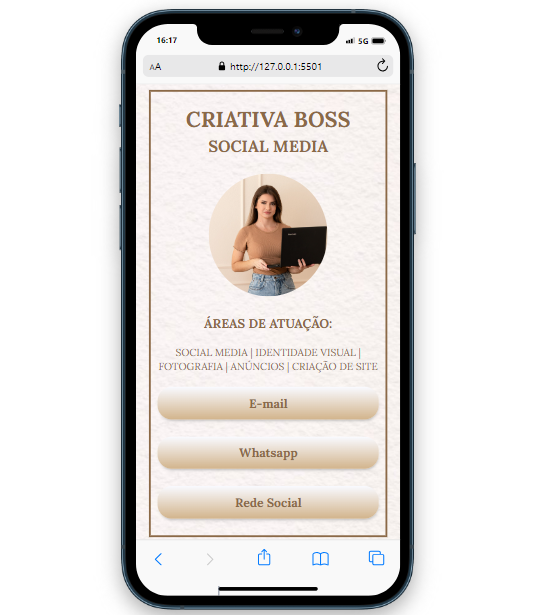 16:17
5G
AA
http://127.0.0.1:5501
CRIATIVA BOSS
SOCIAL MEDIA
ÁREAS DE ATUAÇÃO:
SOCIAL MEDIA | IDENTIDADE VISUAL |
FOTOGRAFIA | ANÚNCIOS | CRIAÇÃO DE SITE
E-mail
Whatsapp
Rede Social